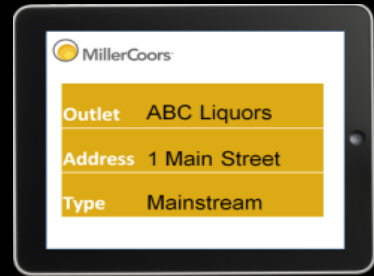 MillerCoors
Outlet ABC Liquors
Address 1 Main Street
Type Mainstream